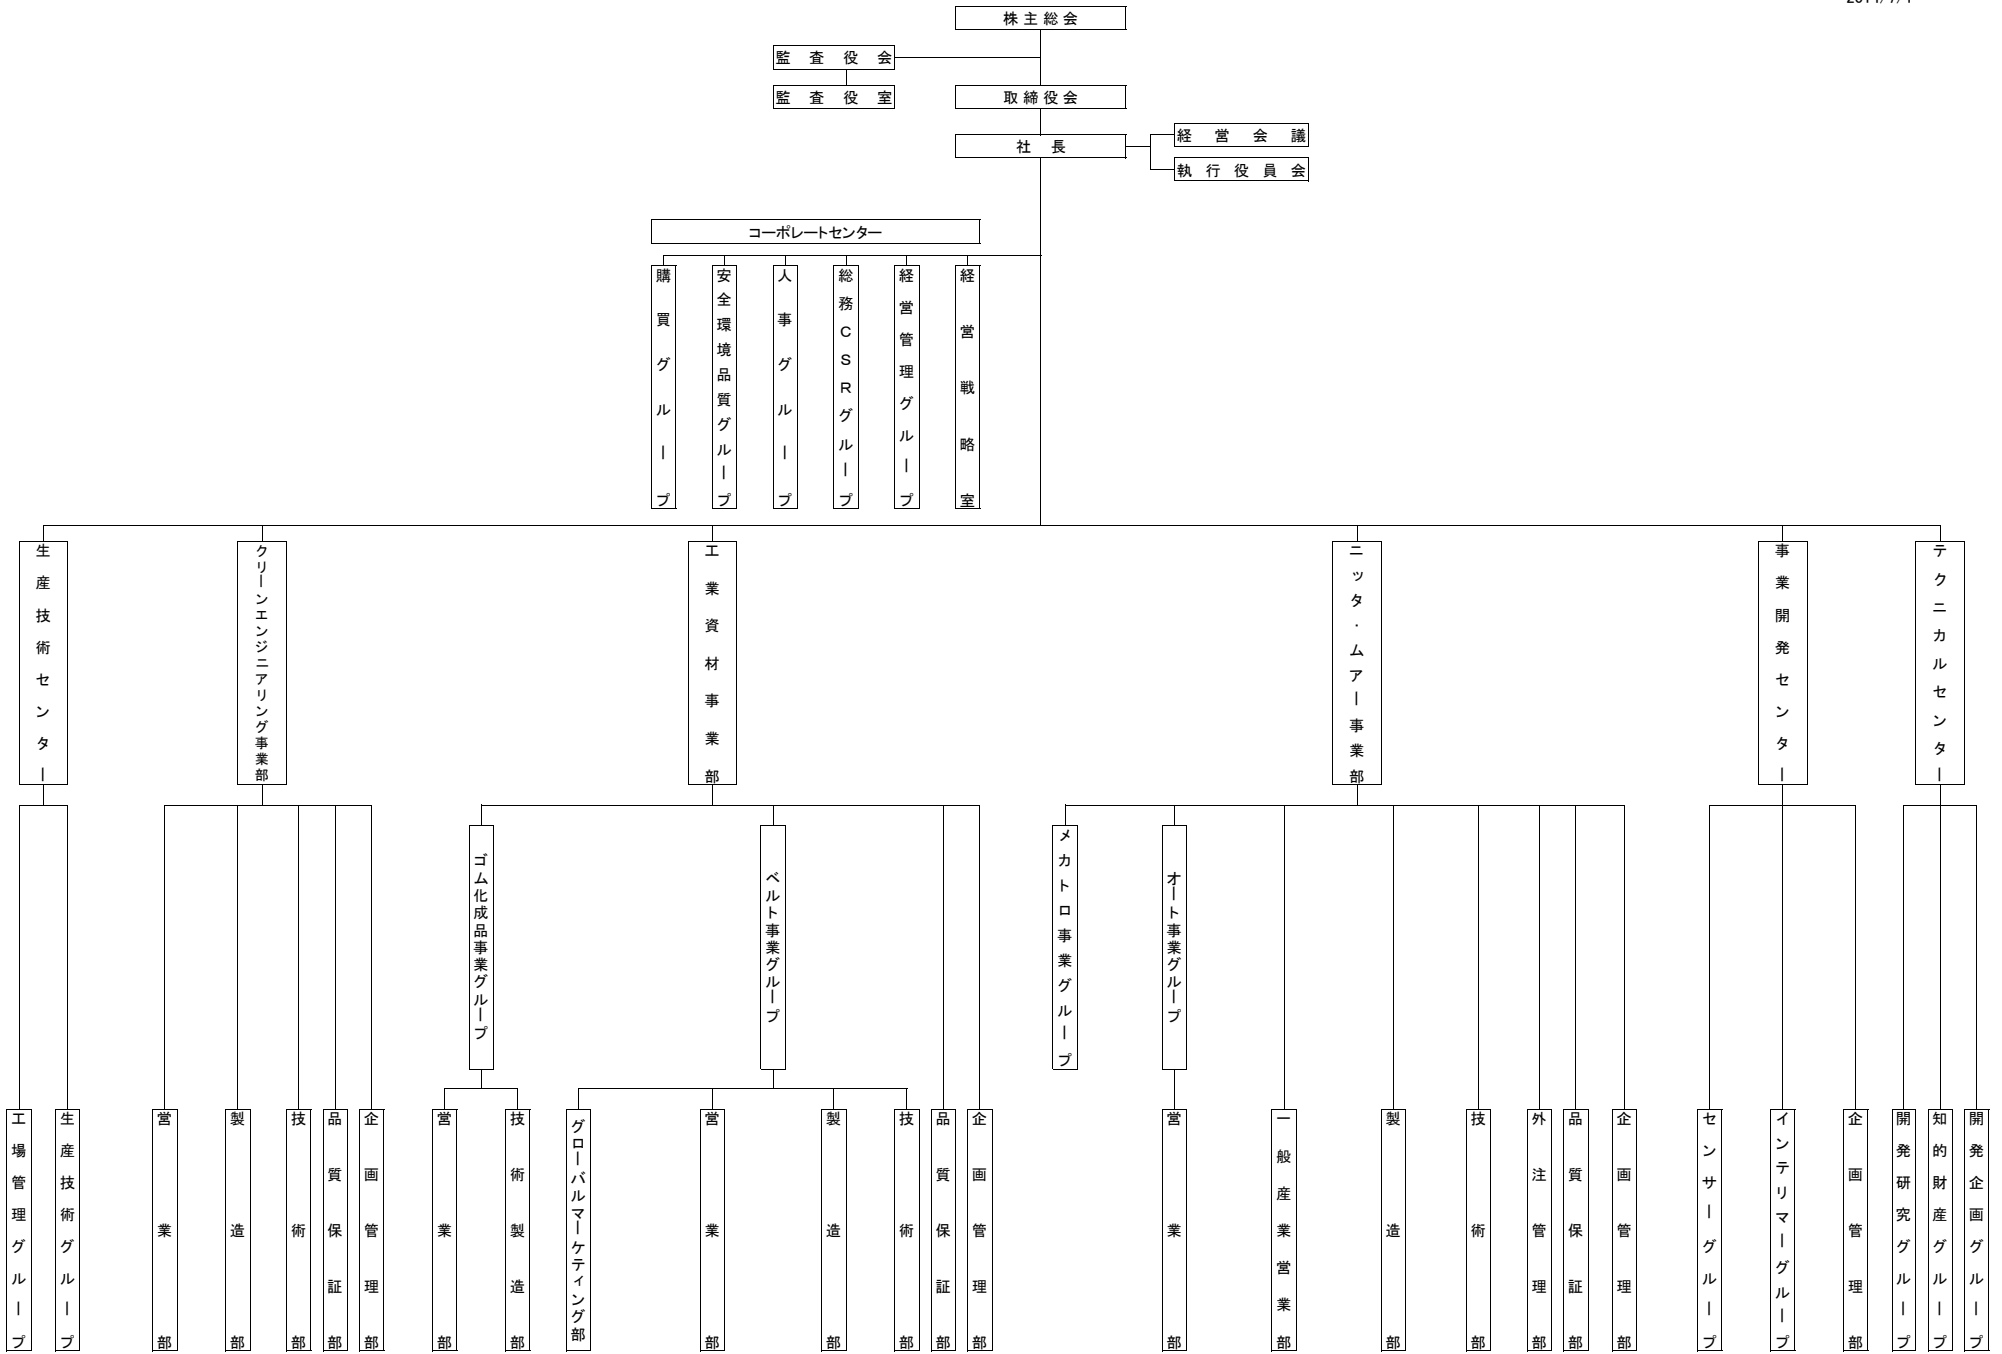 株主総会
監査役会
監査役室
取締役会
社長
経営会議
執行役員会
コーポレートセンター
購買グループ
安全環境品質グループ
人事グループ
総務CSRグループ
経営管理グループ
経営戦略室
生産技術センター
クリーンエンジニアリング事業部
工業資材事業部
ニッタ・ムアー事業部
事業開発センター
テクニカルセンター
ゴム化成品事業グループ
ベルト事業グループ
メカトロ事業グループ
オート事業グループ
工場管理グループ
生産技術グループ
営業部
製造部
技術部
品質保証部
企画管理部
営業部
技術製造部
グローバルマーケティング部
営業部
製造部
技術部
品質保証部
企画管理部
営業部
一般産業営業部
製造部
技術部
外注管理部
品質保証部
企画管理部
センサーグループ
インテリマーグループ
企画管理部
開発研究グループ
知的財産グループ
開発企画グループ